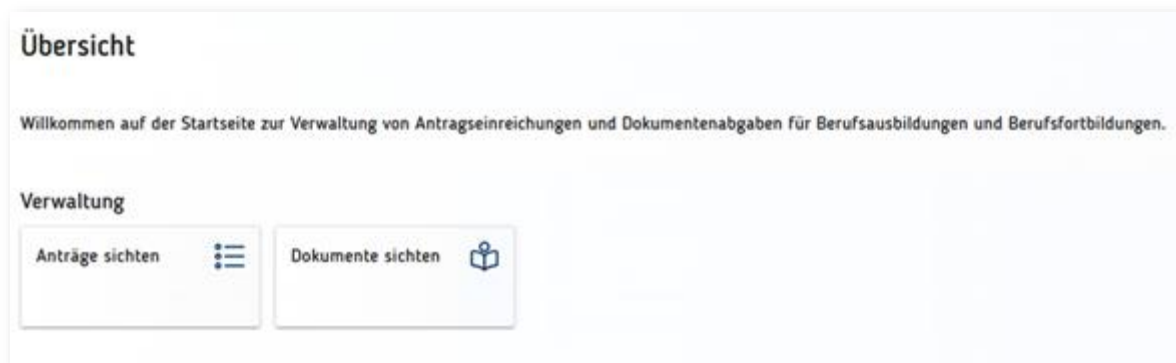 Übersicht
Willkommen auf der Startseite zur Verwaltung von Antragseinreichungen und Dokumentenabgaben für Berufsausbildungen und Berufsfortbildungen.
Verwaltung
Anträge sichten
Dokumente sichten